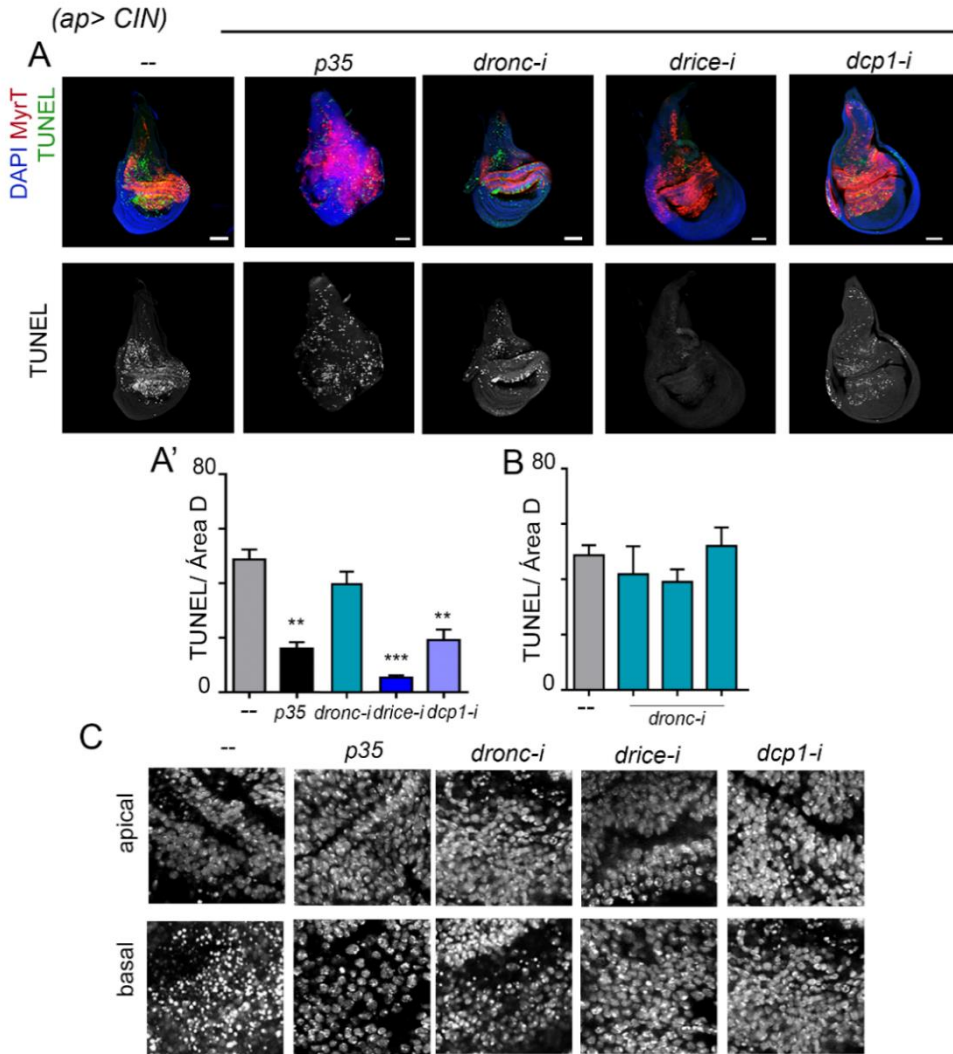 (ap> CIN)
A
-- p35 dronc-i drice-i dcp1-i
DAPI MyrT
TUNEL
TUNEL
A'
80
0
TUNEL/ Área D
**
***
**
-- p35 dronc-i drice-i dcp1-i
B
80
0
TUNEL/ Área D
--
dronc-i
C
-- p35 dronc-i drice-i dcp1-i
apical
basal